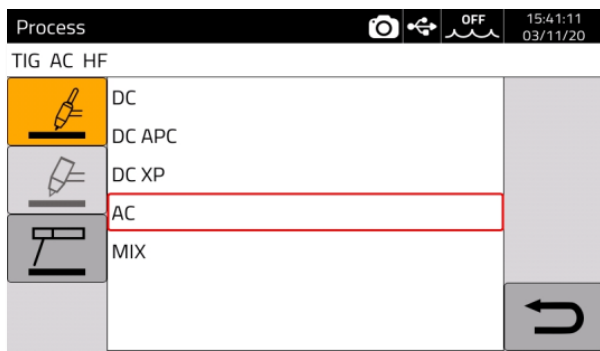 Process
OFF
15:41:11
03/11/20
TIG AC HF
DC
DC APC
DC XP
AC
MIX